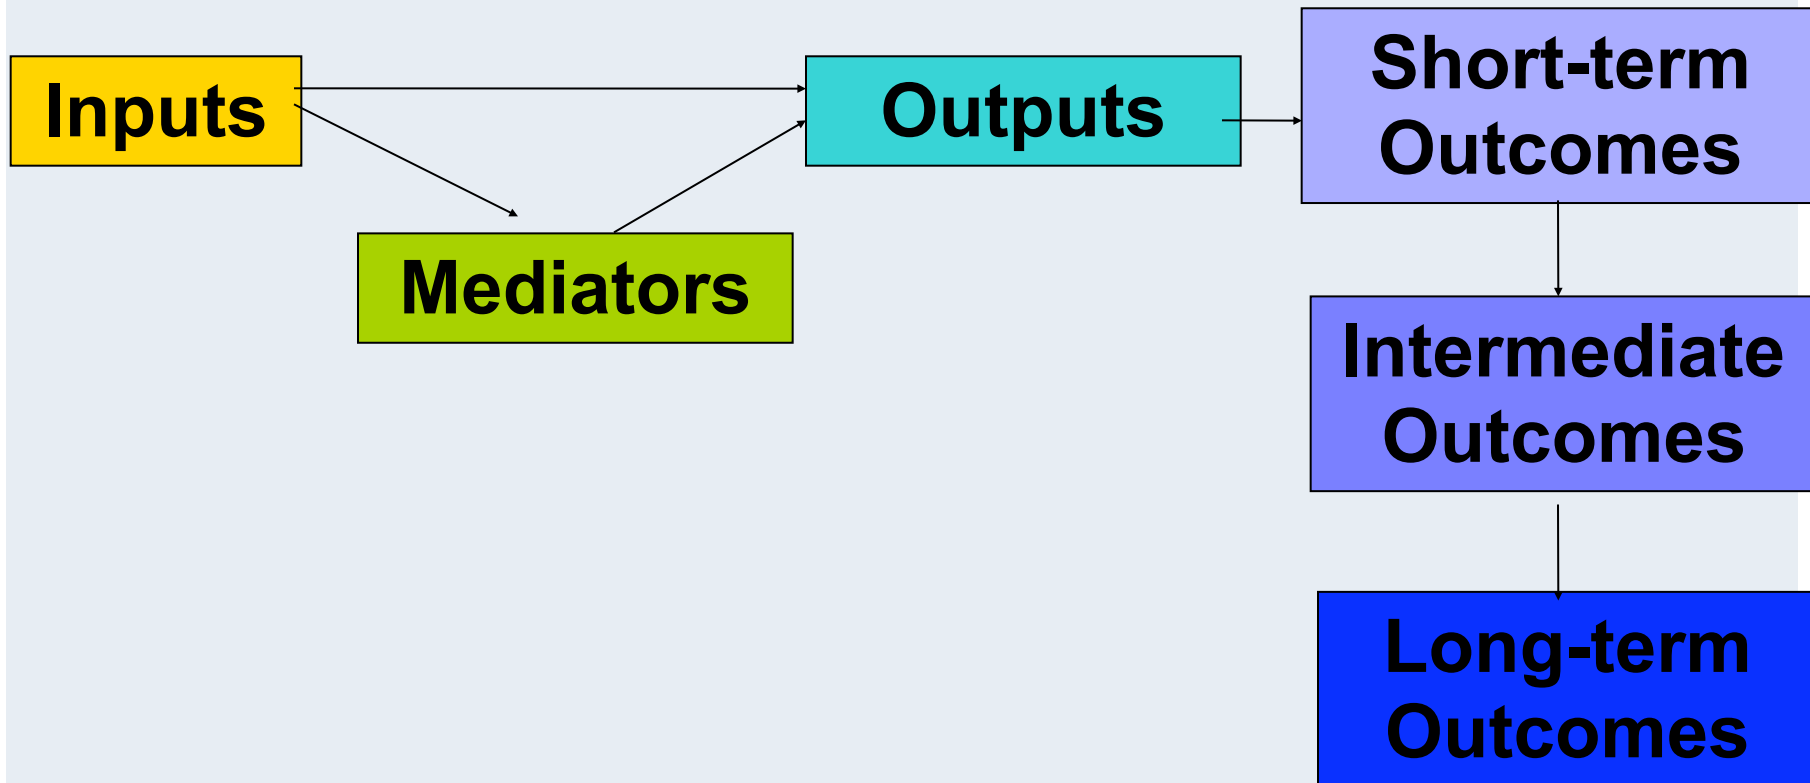 Inputs
Outputs
Short-term
Outcomes
Mediators
Intermediate
Outcomes
Long-term
Outcomes